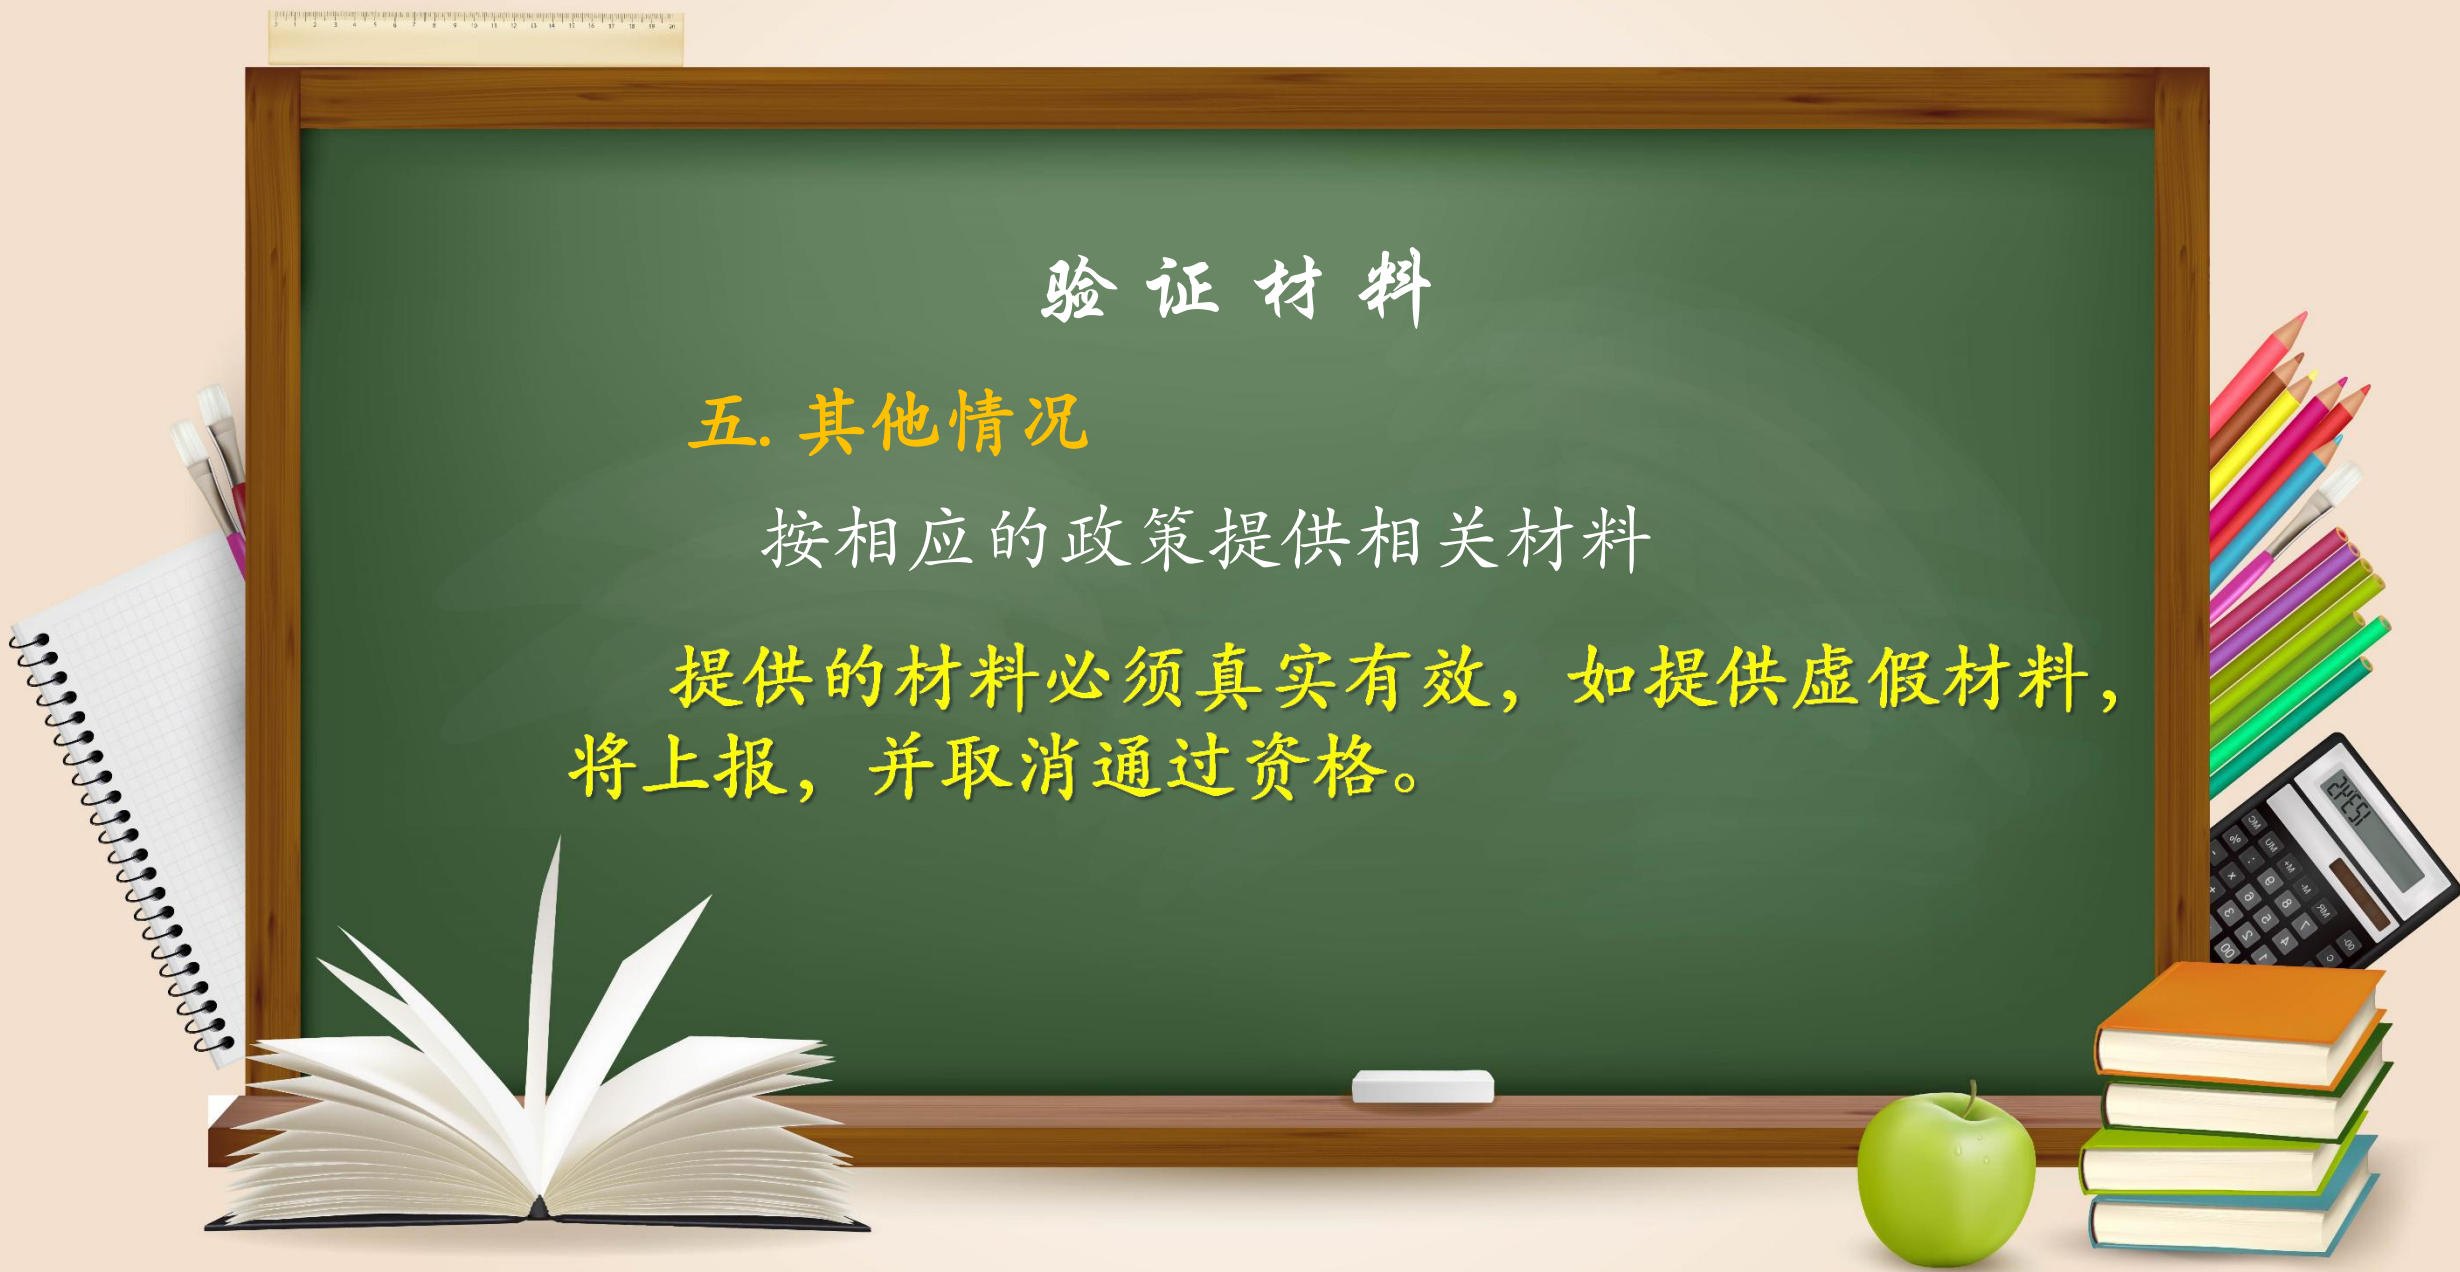 验证材料
五.其他情况
按相应的政策提供相关材料
提供的材料必须真实有效，如提供虚假材料，
将上报，并取消通过资格。